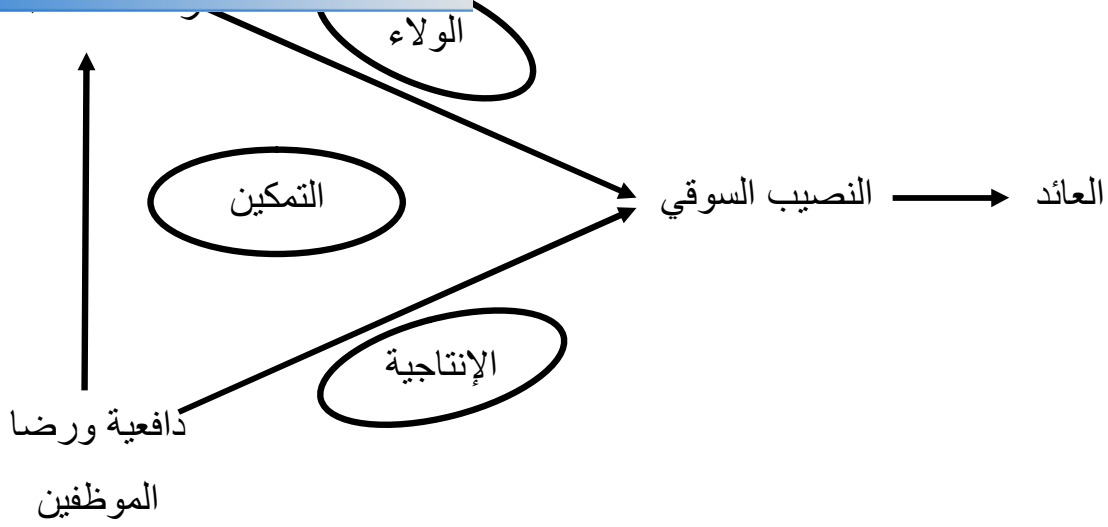 الولاء
التمكين
العائد
النصيب السوقي
الإنتاجية
دافعية ورضا
الموظفين